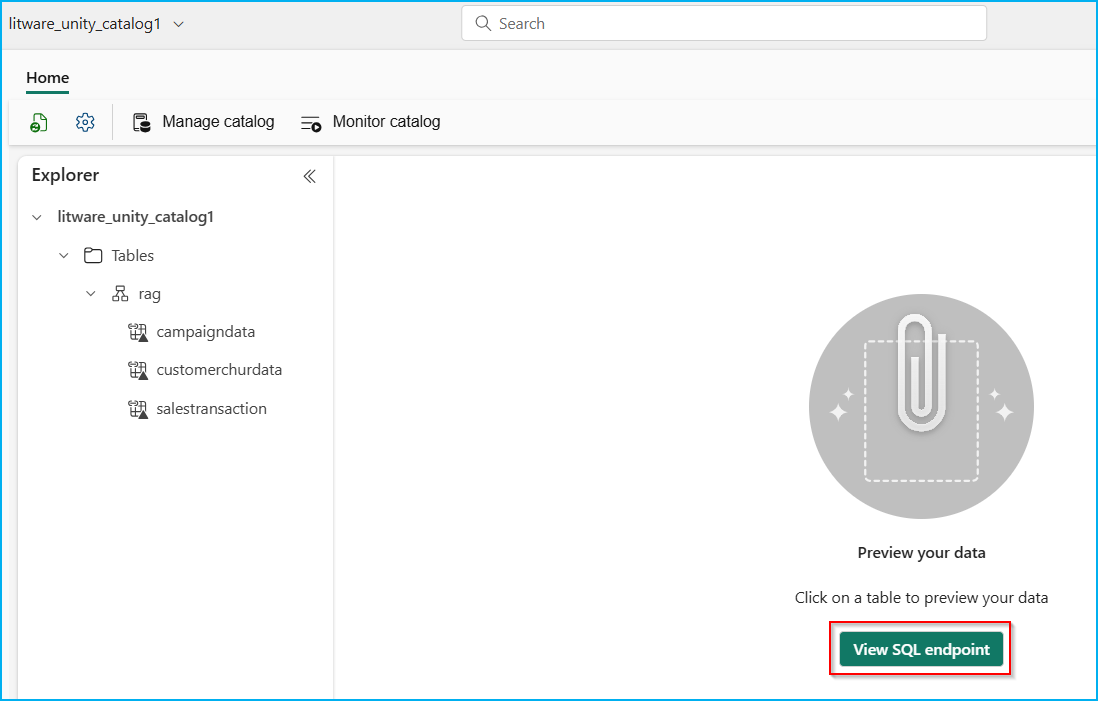 litware_unity_catalog1
Search
Home
Manage catalog
Monitor catalog
Explorer
litware_unity_catalog1
Tables
rag
campaigndata
customerchurdata
salestransaction
Preview your data
Click on a table to preview your data
View SQL endpoint